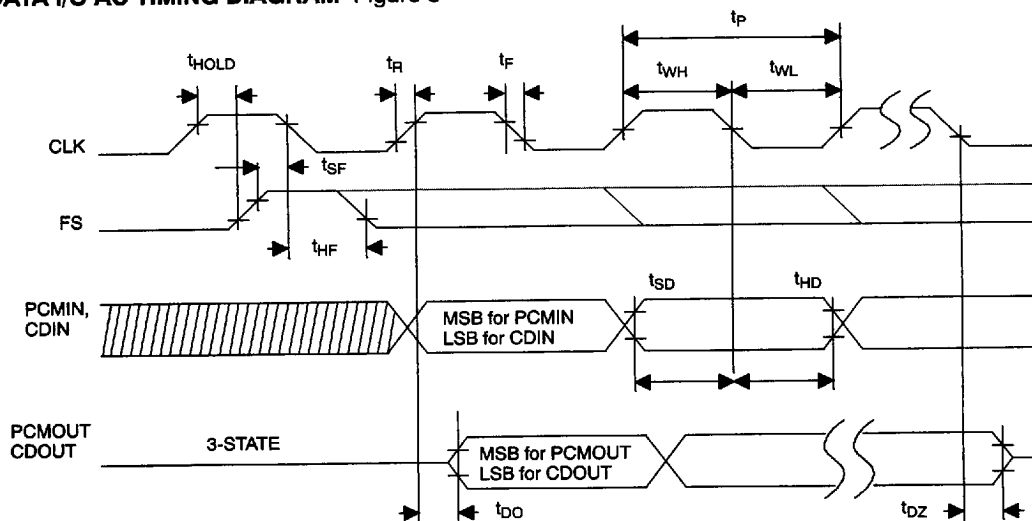 DATA I/O AC TIMING DIAGRAM Figure 3
tP
tHOLD
tR
tF
tWH
tWL
CLK
tSF
FS
tHF
PCMIN,
CDIN
MSB for PCMIN
LSB for CDIN
tSD
tHD
PCMOUT
CDOUT
3-STATE
MSB for PCMOUT
LSB for CDOUT
tDO
tDZ